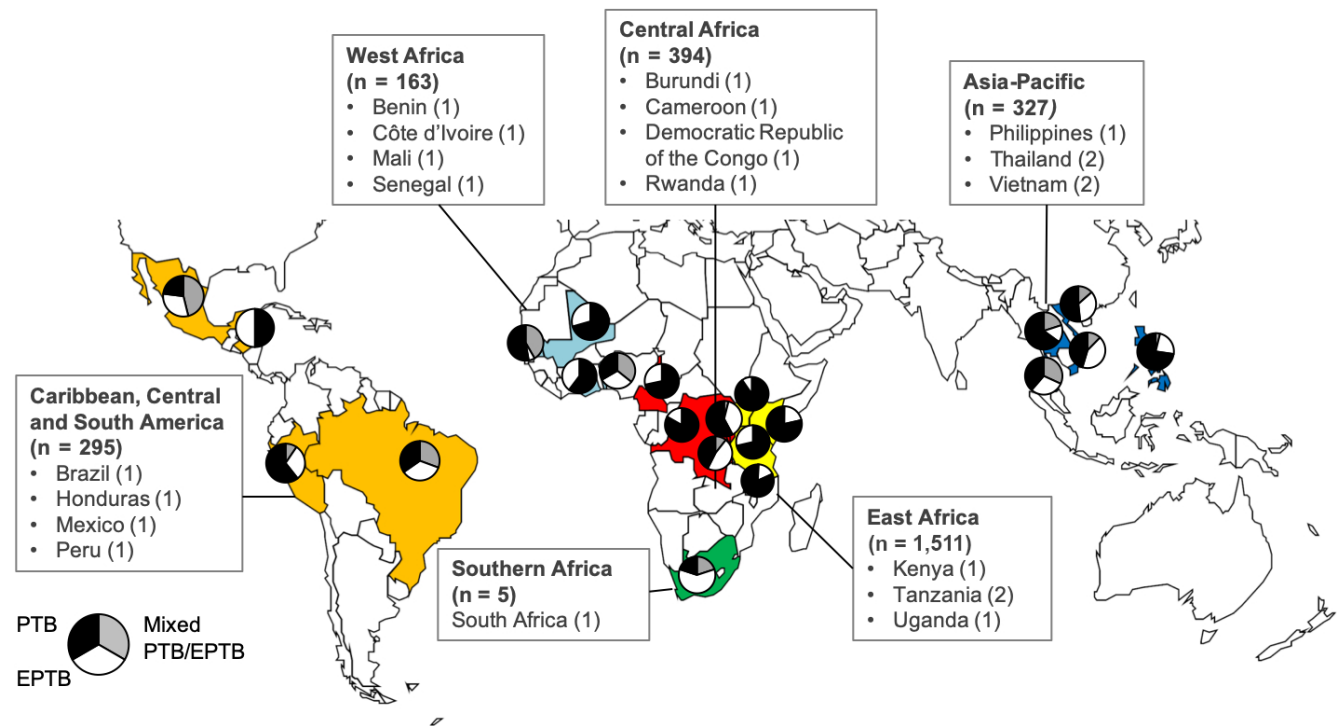 West Africa
(n = 163)
• Benin (1)
• Côte d'Ivoire (1)
• Mali (1)
• Senegal (1)
Central Africa
(n = 394)
• Burundi (1)
• Cameroon (1)
• Democratic Republic
of the Congo (1)
• Rwanda (1)
Asia-Pacific
(n = 327)
• Philippines (1)
• Thailand (2)
• Vietnam (2)
Caribbean, Central
and South America
(n = 295)
• Brazil (1)
• Honduras (1)
• Mexico (1)
• Peru (1)
Southern Africa
(n = 5)
South Africa (1)
East Africa
(n = 1,511)
• Kenya (1)
• Tanzania (2)
• Uganda (1)
PTB
EPTB
Mixed
PTB/EPTB